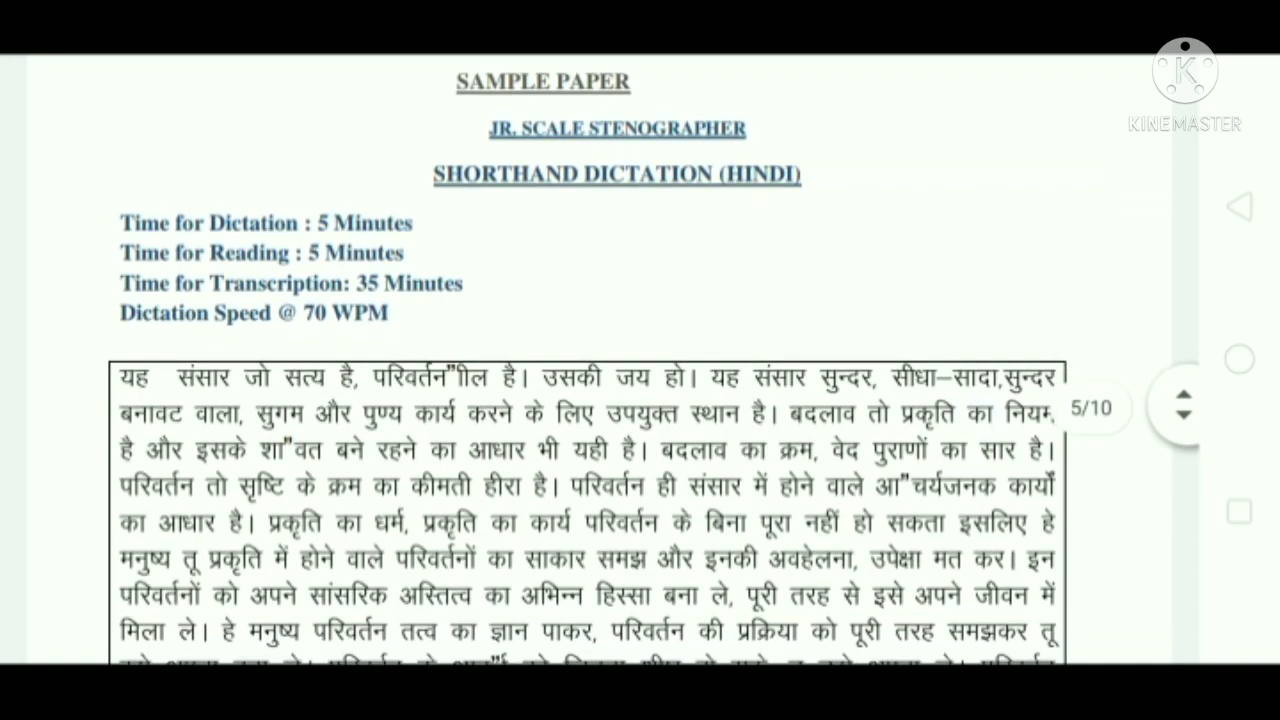 SAMPLE PAPER
KINEMASTER
JR. SCALE STENOGRAPHER
SHORTHAND DICTATION (HINDI)
Time for Dictation : 5 Minutes
Time for Reading : 5 Minutes
Time for Transcription: 35 Minutes
Dictation Speed @ 70 WPM
यह संसार जो सत्य है, परिवर्तन"ाील है। उसकी जय हो। यह संसार सुन्दर, सीधा–सादा,सुन्दर
बनावट वाला, सुगम और पुण्य कार्य करने के लिए उपयुक्त स्थान है। बदलाव तो प्रकृति का नियम
5/10
है और इसके शा"वत बने रहने का आधार भी यही है। बदलाव का क्रम, वेद पुराणों का सार है।
परिवर्तन तो सृष्टि के क्रम का कीमती हीरा है। परिवर्तन ही संसार में होने वाले आ"चर्यजनक कार्यों
का आधार है। प्रकृति का धर्म, प्रकृति का कार्य परिवर्तन के बिना पूरा नहीं हो सकता इसलिए हे
मनुष्य तू प्रकृति में होने वाले परिवर्तनों का साकार समझ और इनकी अवहेलना, उपेक्षा मत कर। इन
परिवर्तनों को अपने सांसरिक अस्तित्व का अभिन्न हिस्सा बना ले, पूरी तरह से इसे अपने जीवन में
मिला ले। हे मनुष्य परिवर्तन तत्व का ज्ञान पाकर, परिवर्तन की प्रक्रिया को पूरी तरह समझकर तू